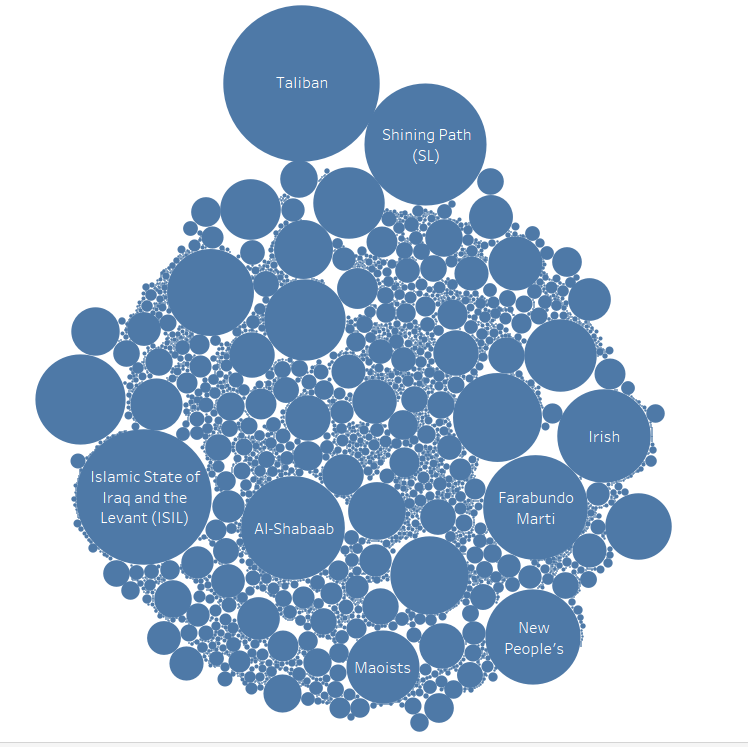 Taliban
Shining Path
(SL)
Irish
Islamic State of
Iraq and the
Levant (ISIL)
Farabundo
Marti
Al-Shabaab
New
People's
Maoists